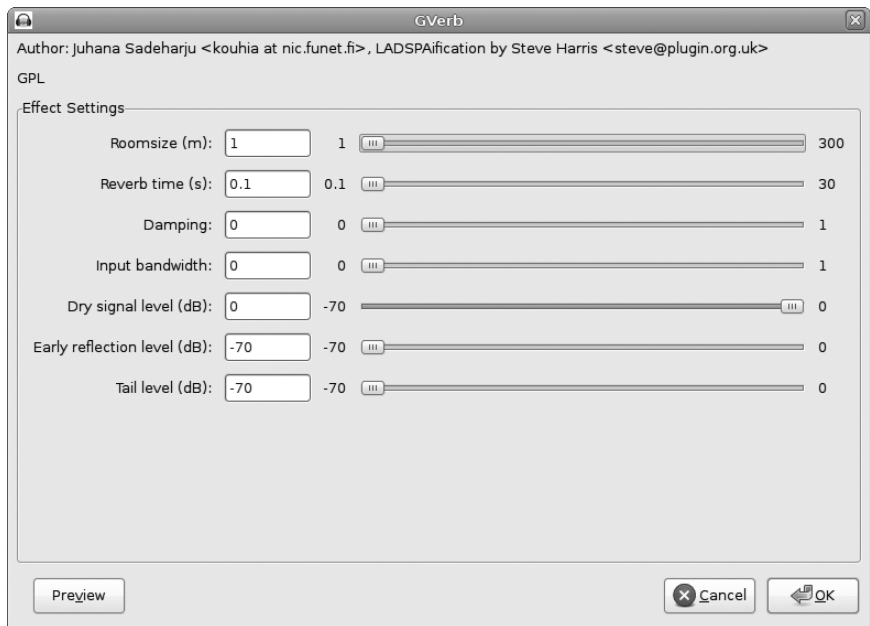 GVerb
Author: Juhana Sadeharju <kouhia at nic.funet.fi>, LADSPAification by Steve Harris <steve@plugin.org.uk>
GPL
Effect Settings
Roomsize (m): 1 1 300
Reverb time (s): 0.1 0.1 30
Damping: 0 0 1
Input bandwidth: 0 0 1
Dry signal level (dB): 0 -70 0
Early reflection level (dB): -70 -70 0
Tail level (dB): -70 -70 0
Preview Cancel OK